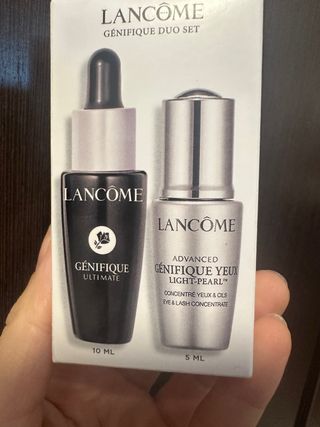 LANCÔME
GÉNIFIQUE DUO SET
LANCÔME
GÉNIFIQUE
ULTIMATE
10 ML
LANCÔME
ADVANCED
GÉNIFIQUE YEUX
LIGHT-PEARL™
CONCENTRÉ YEUX & CILS
EYE & LASH CONCENTRATE
5 ML